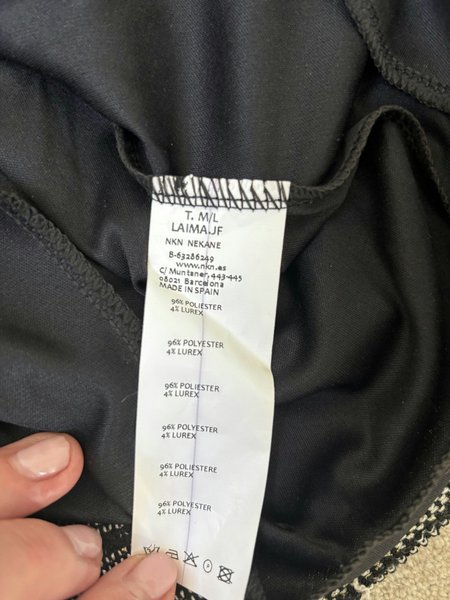 T. M/L
LAIMA.JF
NKN NEKANE
B-63286249
www.nkn.es
C/ Muntaner, 443-445
08021 Barcelona
MADE IN SPAIN
96% POLIESTER
4% LUREX
96% POLYESTER
4% LUREX
96% POLIESTER
4% LUREX
96% POLYESTER
4% LUREX
96% POLIESTERE
4% LUREX
96% POLYESTER
4% LUREX